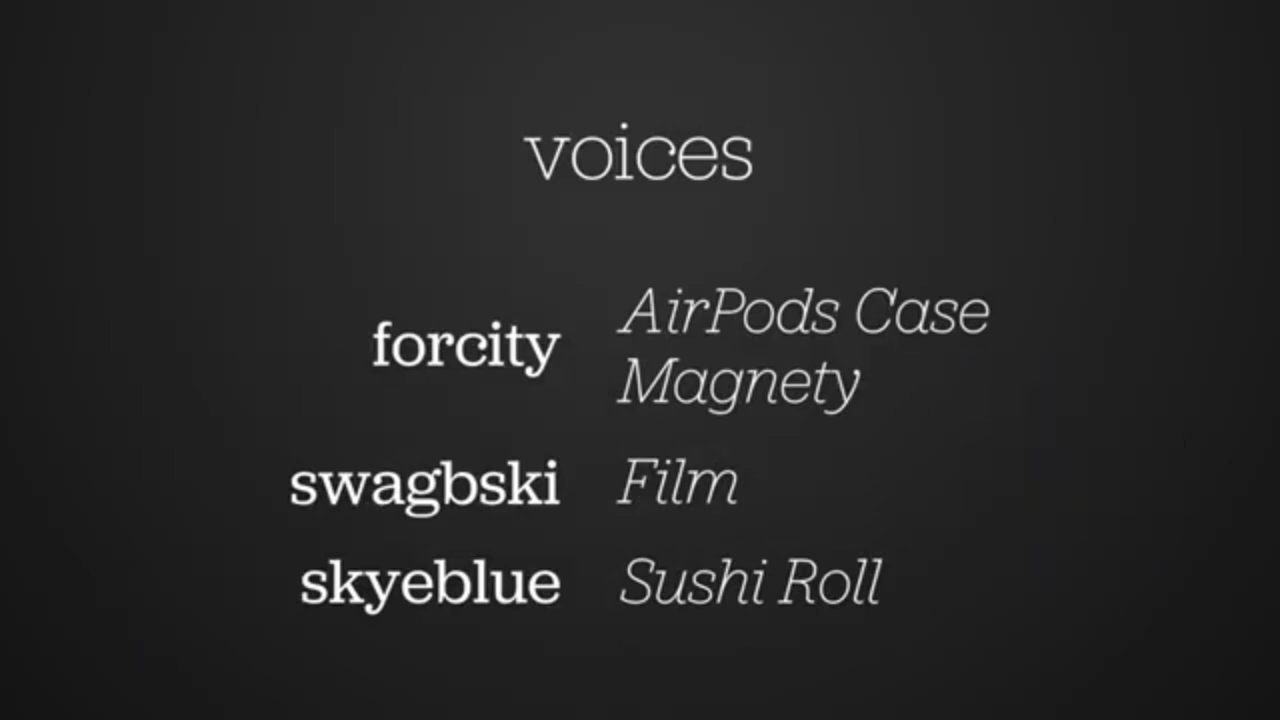 voices
forcity AirPods Case
Magnety
swagbski Film
skyeblue Sushi Roll